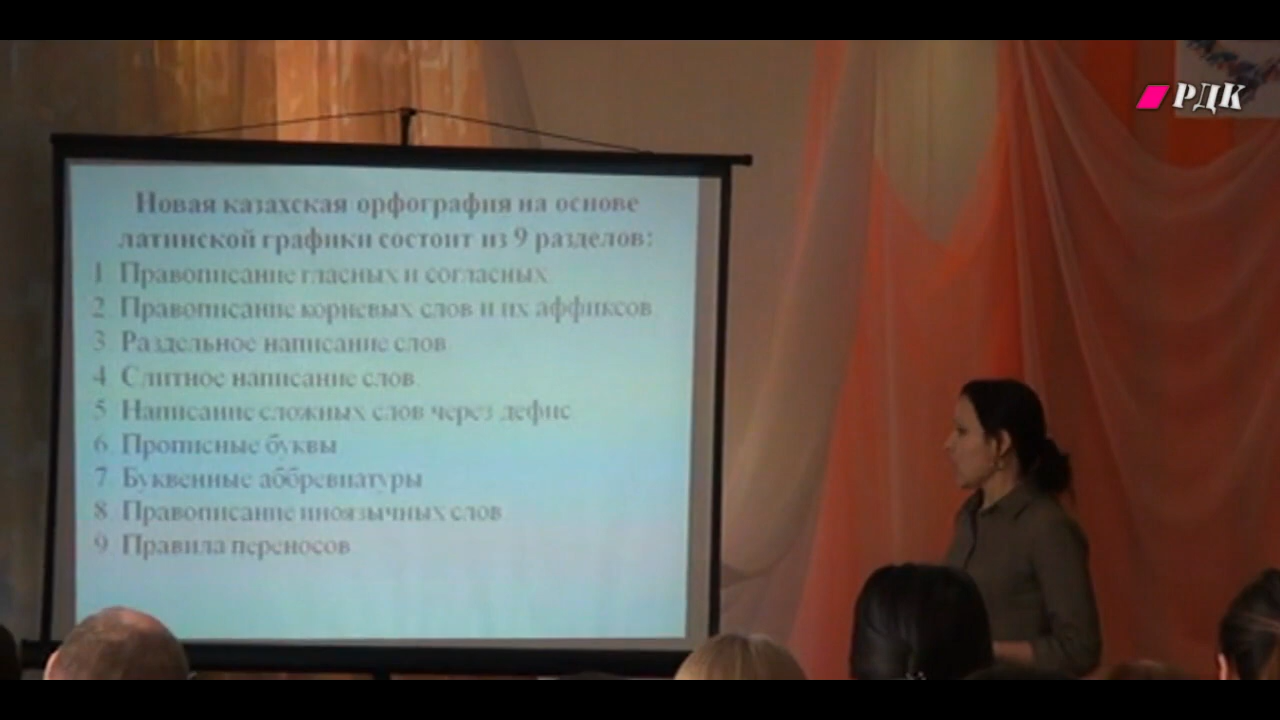 РДК
Новая казахская орфография на основе
латинской графики состоит из 9 разделов:
1 Правописание гласных и согласных
2 Правописание корневых слов и их аффиксов
3 Раздельное написание слов
4 Слитное написание слов
5 Написание сложных слов через дефис
6 Прописные буквы
7 Буквенные аббревиатуры
8 Правописание иноязычных слов
9 Правила переносов